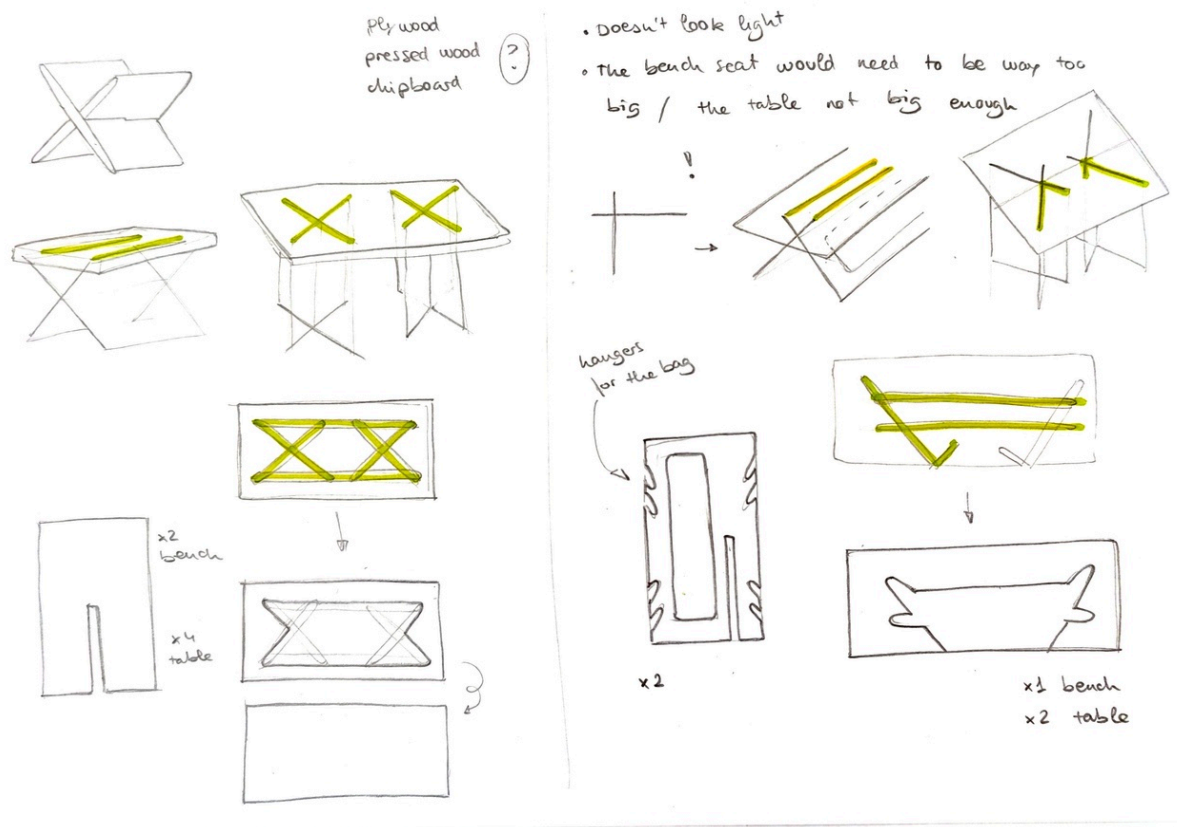 plywood
pressed wood
chipboard
?
x2
bench
x4
table
• Doesn't look light
• The bench seat would need to be way too
big / the table not big enough
!
hangers
for the bag
x2
x1 bench
x2 table